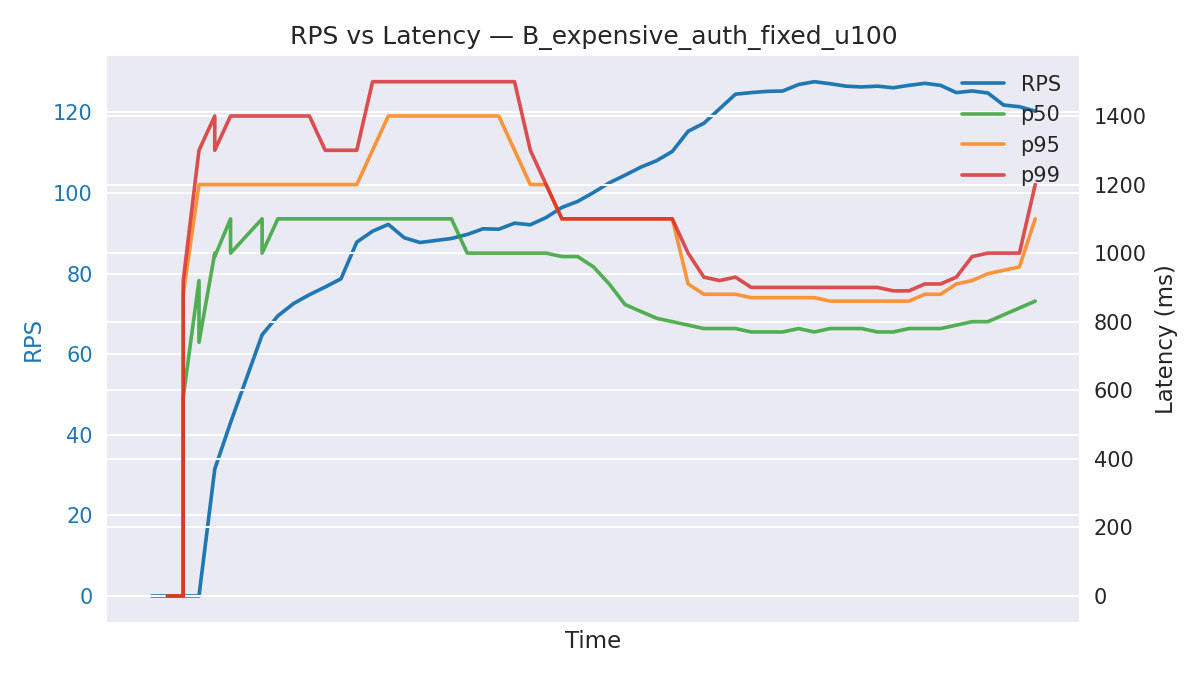 RPS vs Latency — B_expensive_auth_fixed_u100
RPS
p50
p95
p99
120
100
80
60
40
20
0
RPS
1400
1200
1000
800
600
400
200
0
Latency (ms)
Time